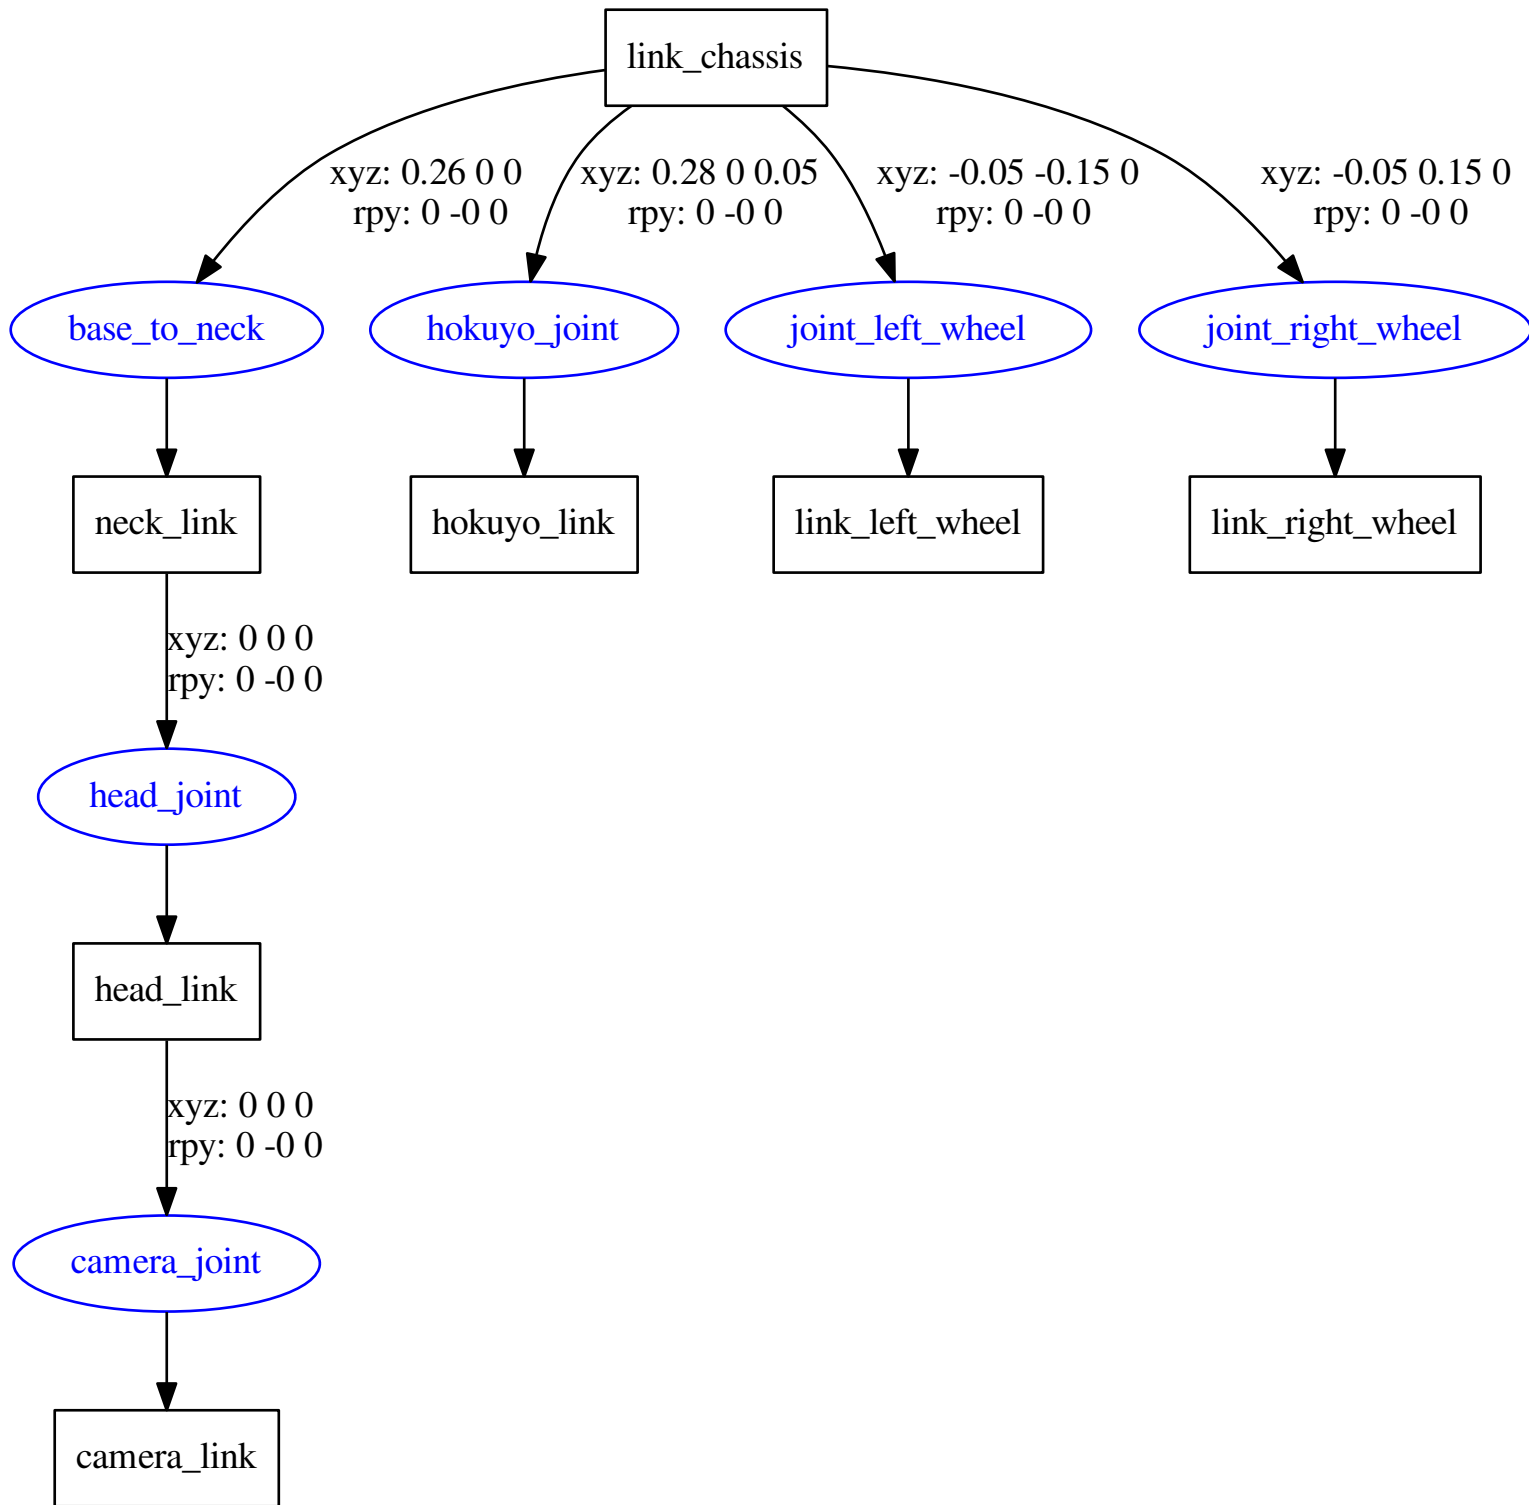 link_chassis
xyz: 0.26 0 0
rpy: 0 -0 0
xyz: 0.28 0 0.05
rpy: 0 -0 0
xyz: -0.05 -0.15 0
rpy: 0 -0 0
xyz: -0.05 0.15 0
rpy: 0 -0 0
base_to_neck
hokuyo_joint
joint_left_wheel
joint_right_wheel
neck_link
hokuyo_link
link_left_wheel
link_right_wheel
xyz: 0 0 0
rpy: 0 -0 0
head_joint
head_link
xyz: 0 0 0
rpy: 0 -0 0
camera_joint
camera_link